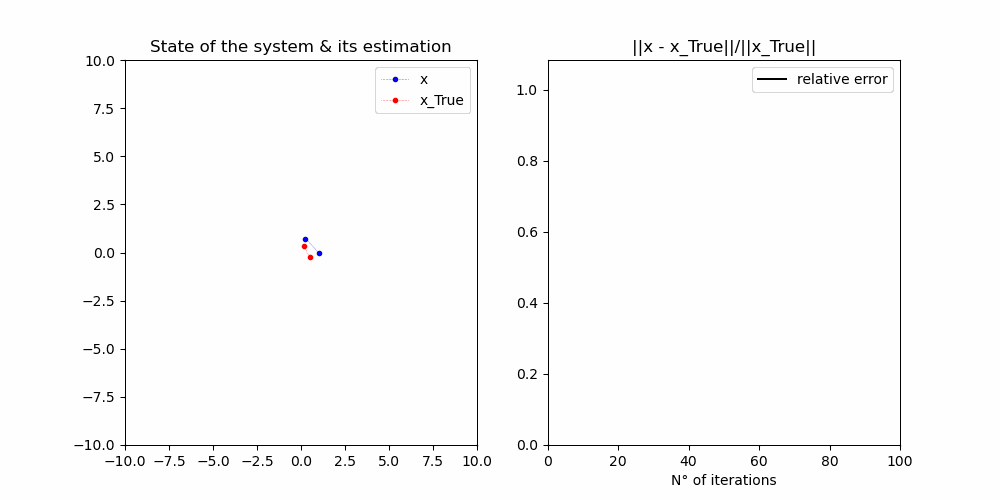 State of the system & its estimation
10.0
7.5
5.0
2.5
0.0
−2.5
−5.0
−7.5
−10.0
−10.0 −7.5 −5.0 −2.5 0.0 2.5 5.0 7.5 10.0
x
x_True
||x - x_True||/||x_True||
1.0
0.8
0.6
0.4
0.2
0.0
0 20 40 60 80 100
relative error
N° of iterations